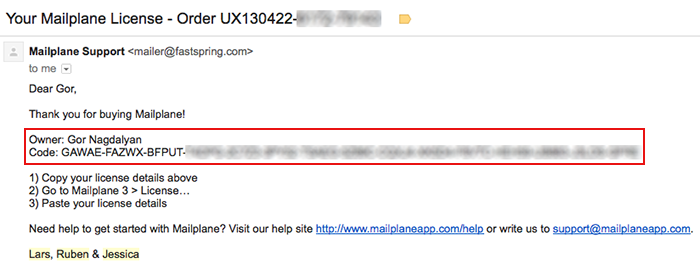 Your Mailplane License - Order UX130422-
Mailplane Support <mailer@fastspring.com>
to me
Dear Gor,
Thank you for buying Mailplane!
Owner: Gor Nagdalyan
Code: GAWAE-FAZWX-BFPUT-
1) Copy your license details above
2) Go to Mailplane 3 > License…
3) Paste your license details
Need help to get started with Mailplane? Visit our help site http://www.mailplaneapp.com/help or write us to support@mailplaneapp.com.
Lars, Ruben & Jessica